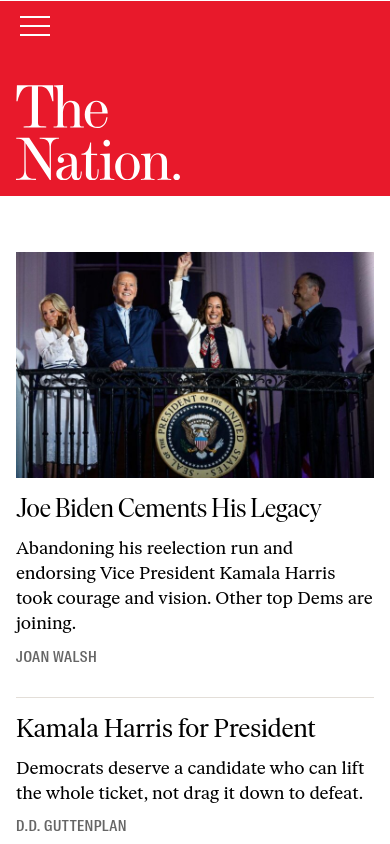 The
Nation.
PRESIDENT OF THE
Joe Biden Cements His Legacy
Abandoning his reelection run and
endorsing Vice President Kamala Harris
took courage and vision. Other top Dems are
joining.
JOAN WALSH
Kamala Harris for President
Democrats deserve a candidate who can lift
the whole ticket, not drag it down to defeat.
D.D. GUTTENPLAN